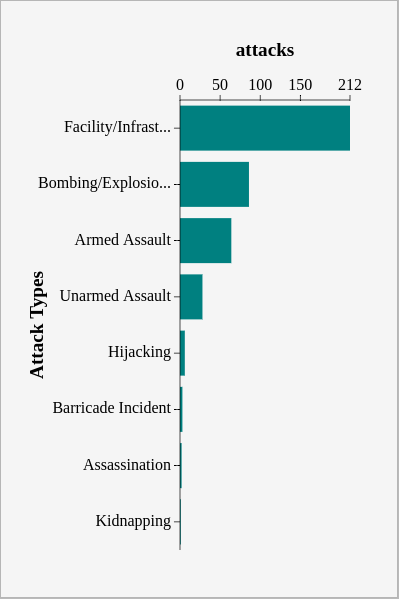 attacks
0 50 100 150 212
Facility/Infrast...
Bombing/Explosio...
Armed Assault
Unarmed Assault
Hijacking
Barricade Incident
Assassination
Kidnapping
Attack Types